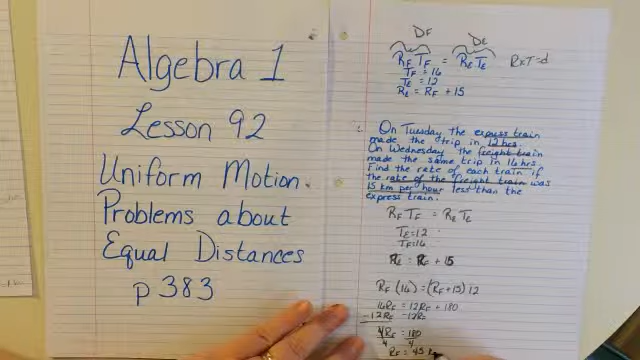 Algebra 1
Lesson 92
Uniform Motion
Problems about
Equal Distances
p 383
DF DE
RF TF = RE TE RxT=d
TF = 16
TE = 12
RE = RF + 15
On Tuesday the express train
made the trip in 12 hrs.
On Wednesday the freight train
made the same trip in 16 hrs.
Find the rate of each train if
the rate of the freight train was
15 km per hour less than the
express train.
RF TF = RE TE
TE = 12
TF = 16
RE = RF + 15
RF (16) = (RF + 15) 12
16RF = 12RF + 180
-12RF -12RF
4RF = 180
4 4
RF = 45 k